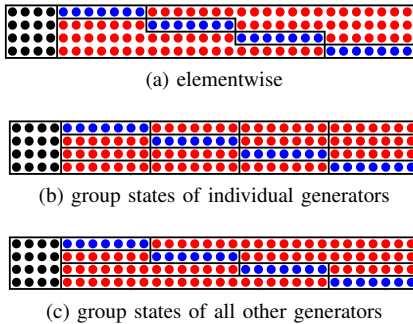 (a) elementwise
(b) group states of individual generators
(c) group states of all other generators